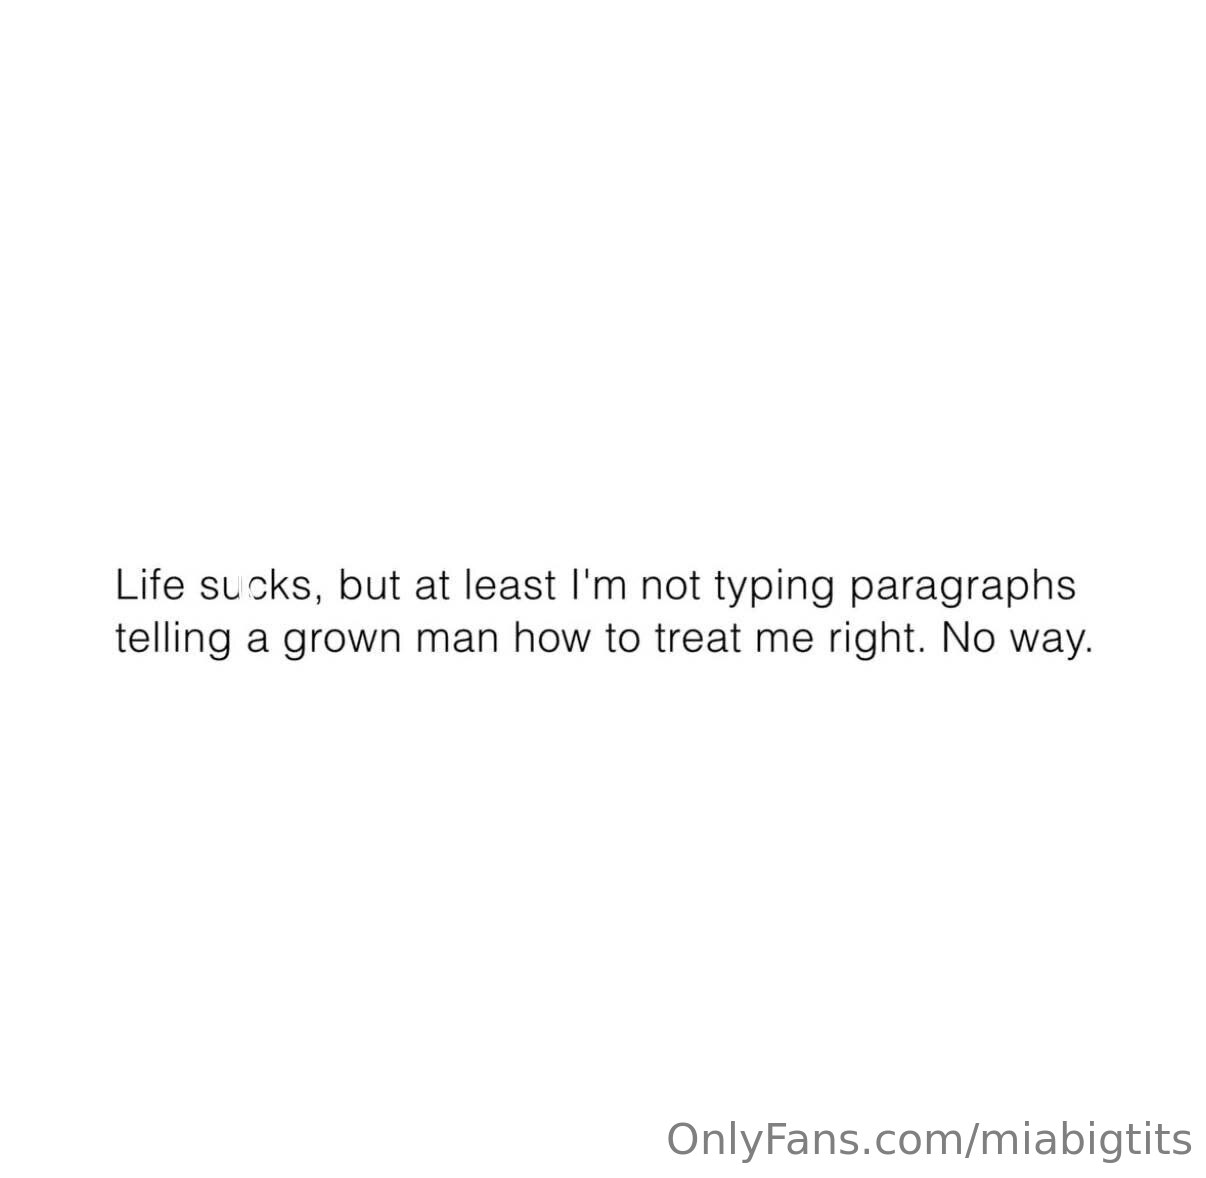 Life sucks, but at least I'm not typing paragraphs
telling a grown man how to treat me right. No way.
OnlyFans.com/miabigtits